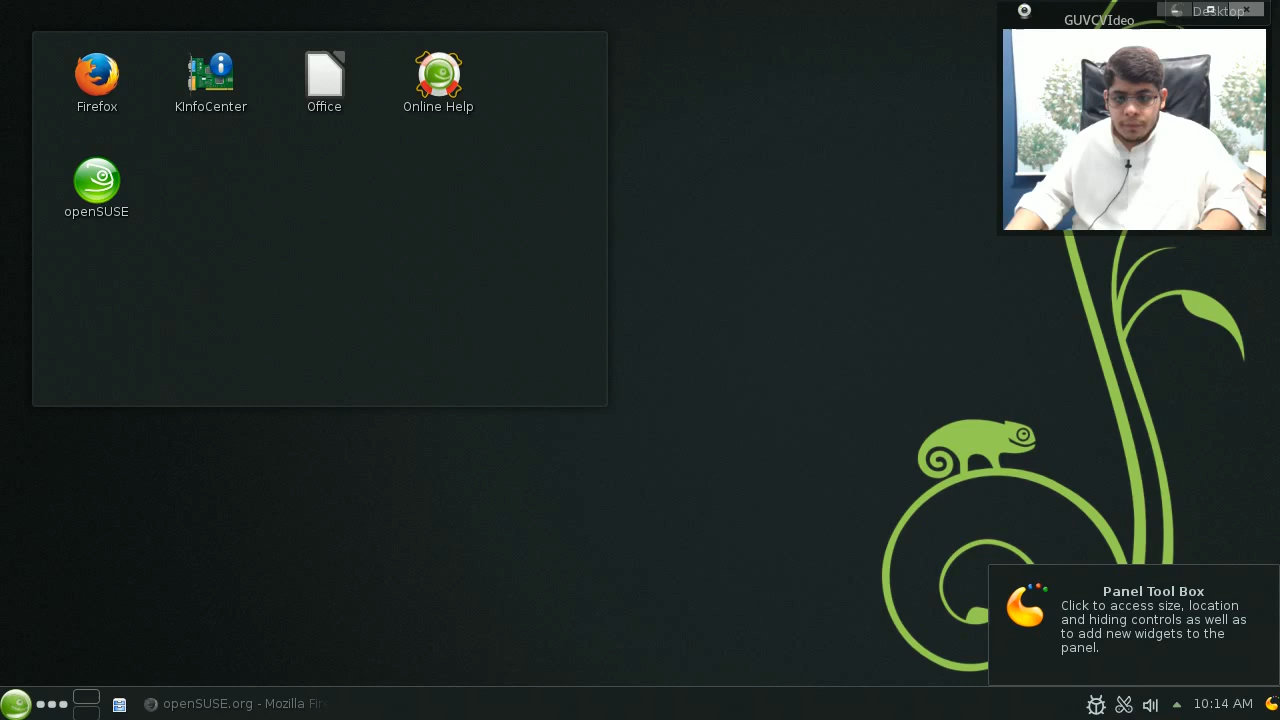 GUVCVIdeo
Desktop
Firefox
KInfoCenter
Office
Online Help
openSUSE
Panel Tool Box
Click to access size, location
and hiding controls as well as
to add new widgets to the
panel.
openSUSE.org - Mozilla Fire
10:14 AM